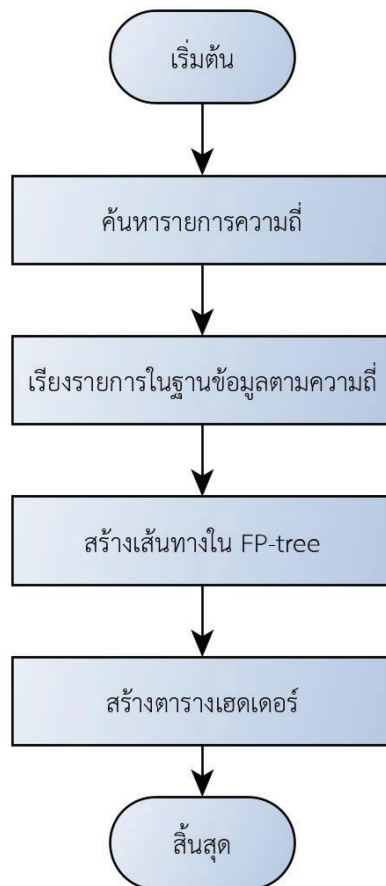 เริ่มต้น
ค้นหารายการความถี่
เรียงรายการในฐานข้อมูลตามความถี่
สร้างเส้นทางใน FP-tree
สร้างตารางเฮดเดอร์
สิ้นสุด